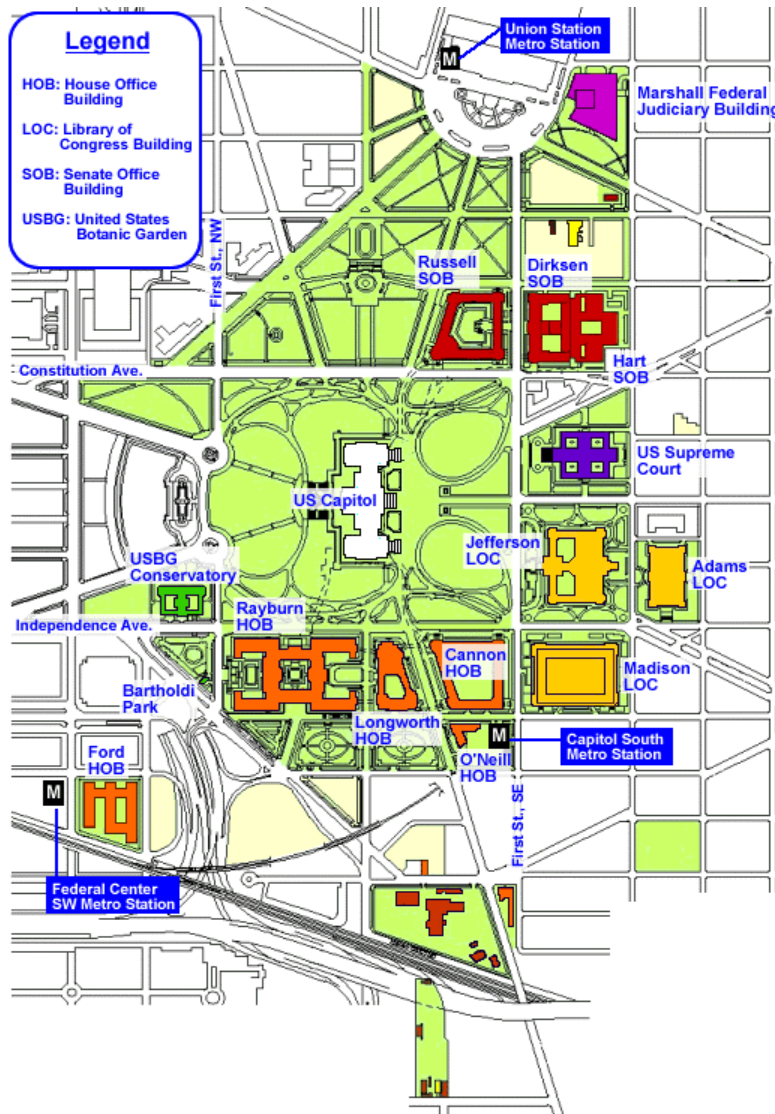 Legend
HOB: House Office
Building
LOC: Library of
Congress Building
SOB: Senate Office
Building
USBG: United States
Botanic Garden
M
Union Station
Metro Station
Marshall Federal
Judiciary Building
First St., NW
Russell
SOB
Dirksen
SOB
Hart
SOB
Constitution Ave.
US Supreme
Court
US Capitol
Jefferson
LOC
Adams
LOC
USBG
Conservatory
Rayburn
HOB
Independence Ave.
Cannon
HOB
Madison
LOC
Bartholdi
Park
Longworth
HOB
M
Capitol South
Metro Station
Ford
HOB
O'Neill
HOB
M
First St., SE
Federal Center
SW Metro Station